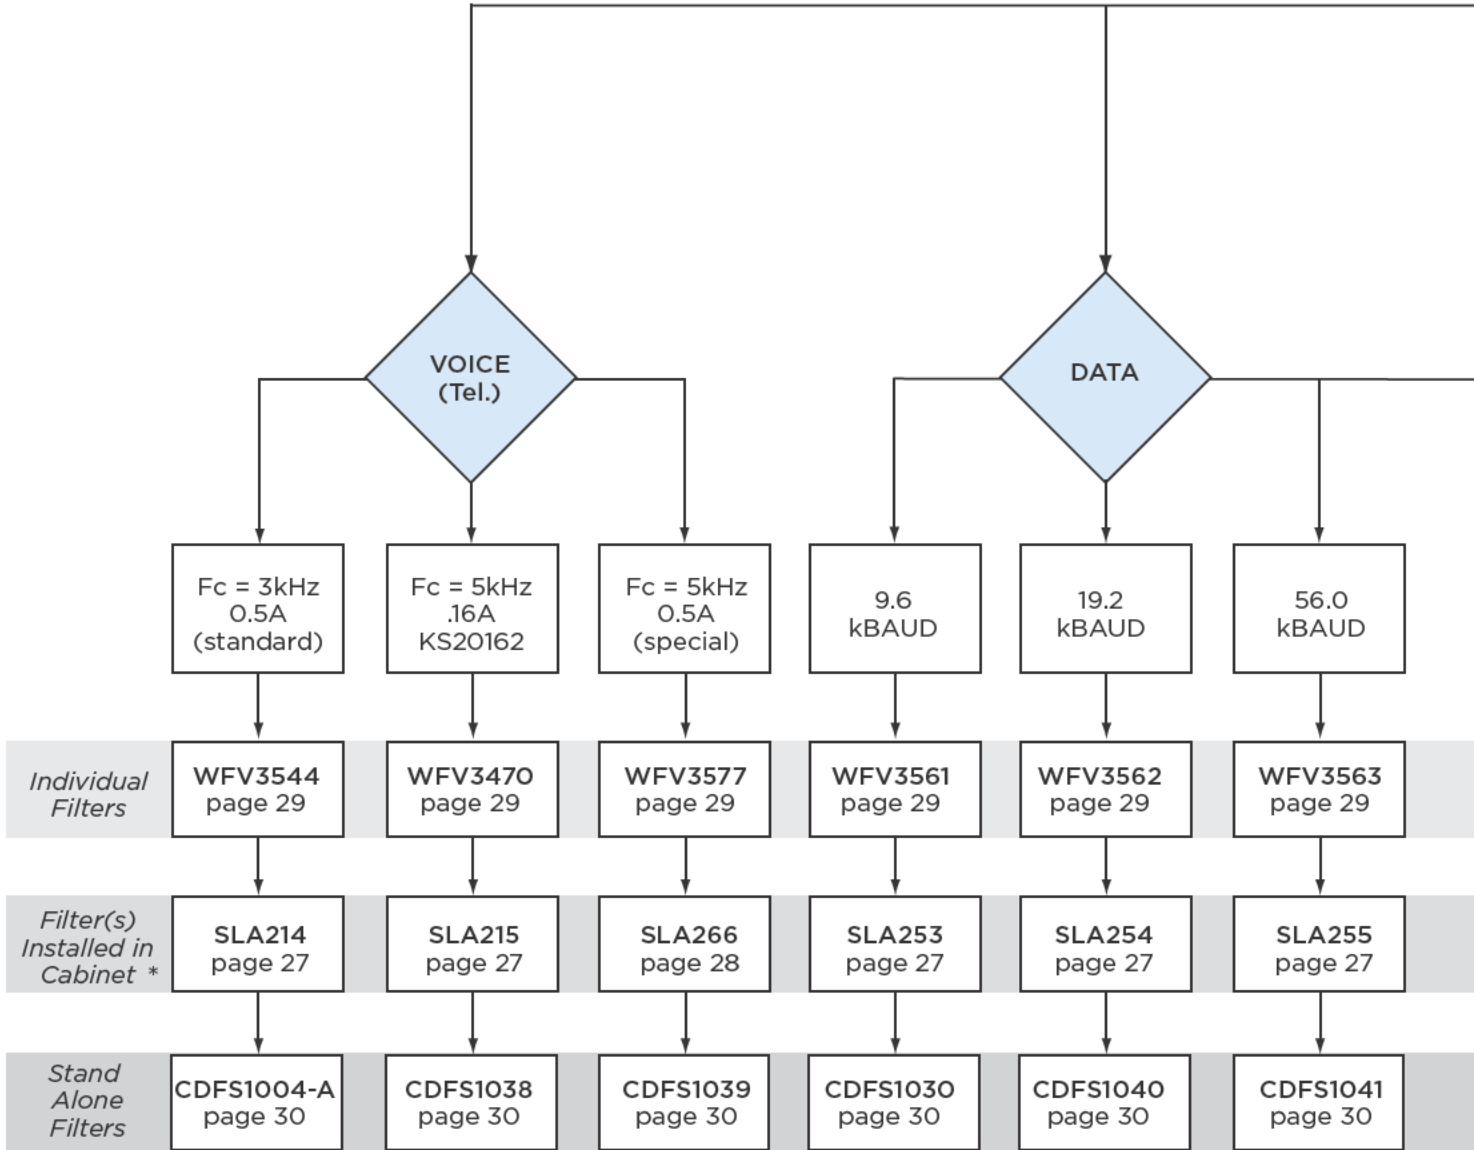 VOICE
(Tel.)
DATA
Fc = 3kHz
0.5A
(standard)
Fc = 5kHz
.16A
KS20162
Fc = 5kHz
0.5A
(special)
9.6
kBAUD
19.2
kBAUD
56.0
kBAUD
Individual
Filters
WFV3544
page 29
WFV3470
page 29
WFV3577
page 29
WFV3561
page 29
WFV3562
page 29
WFV3563
page 29
Filter(s)
Installed in
Cabinet *
SLA214
page 27
SLA215
page 27
SLA266
page 28
SLA253
page 27
SLA254
page 27
SLA255
page 27
Stand
Alone
Filters
CDFS1004-A
page 30
CDFS1038
page 30
CDFS1039
page 30
CDFS1030
page 30
CDFS1040
page 30
CDFS1041
page 30